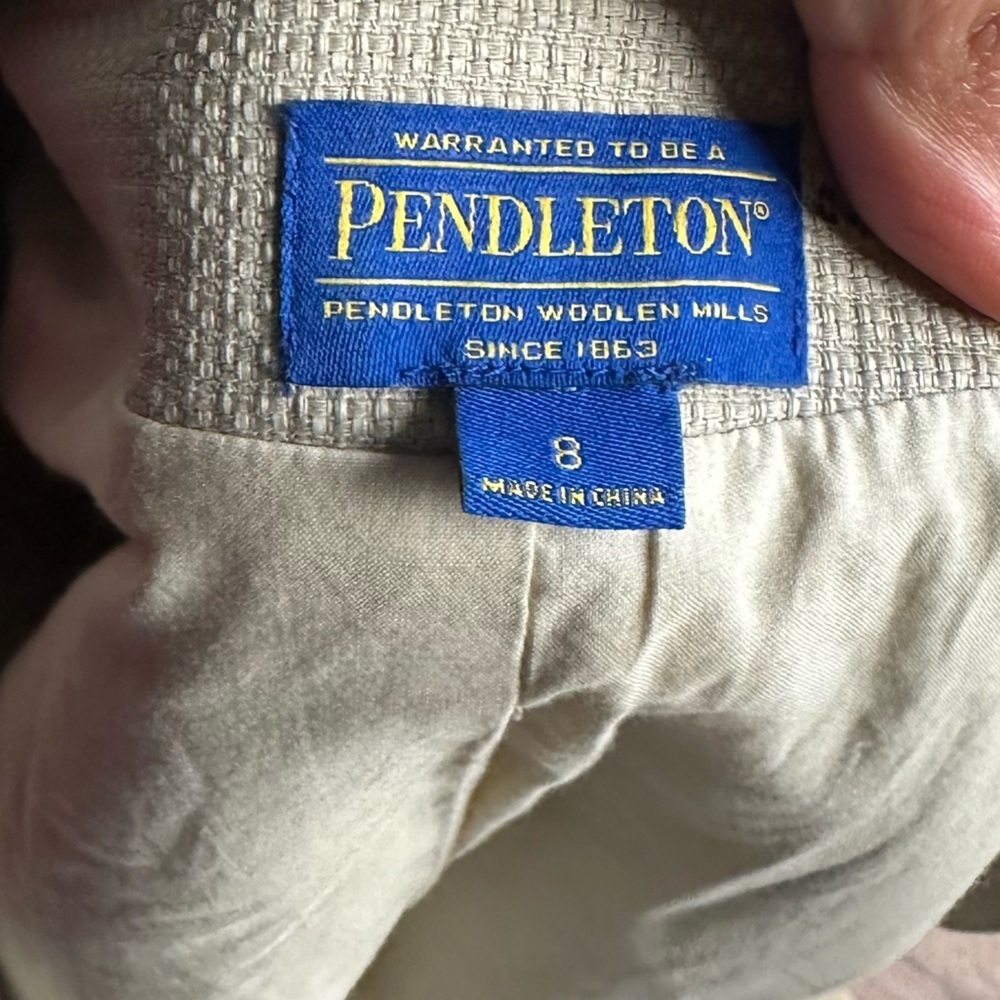 WARRANTED TO BE A
PENDLETON®
PENDLETON WOOLEN MILLS
SINCE 1863
8
MADE IN CHINA